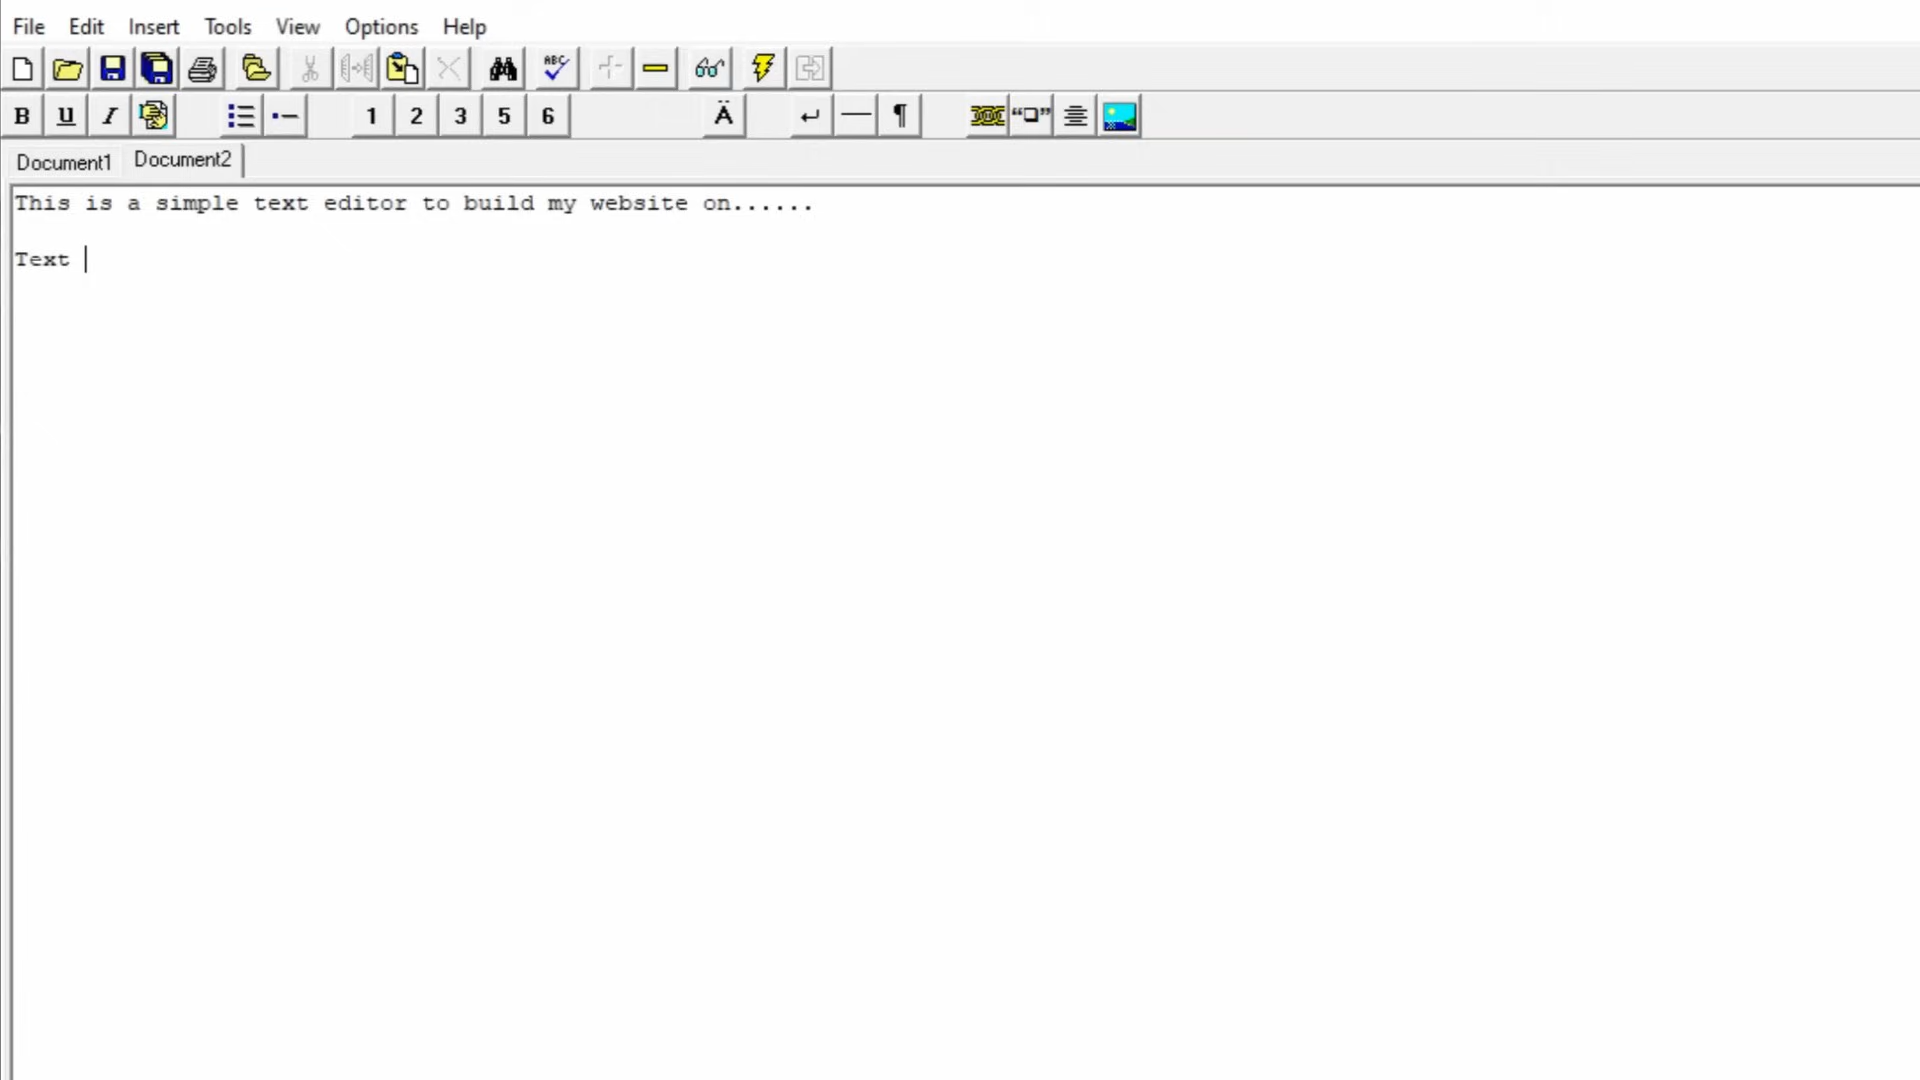 File Edit Insert Tools View Options Help
ABC
B U I 1 2 3 5 6 Ä ¶
Document1 Document2
This is a simple text editor to build my website on......
Text